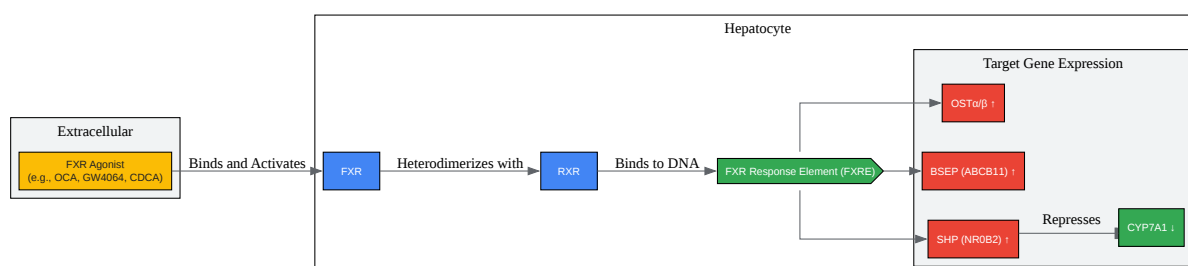 Hepatocyte
Target Gene Expression
OSTα/β ↑
Extracellular
FXR Agonist
(e.g., OCA, GW4064, CDCA)
Binds and Activates
FXR
Heterodimerizes with
RXR
Binds to DNA
FXR Response Element (FXRE)
BSEP (ABCB11) ↑
SHP (NR0B2) ↑
Represses
CYP7A1 ↓